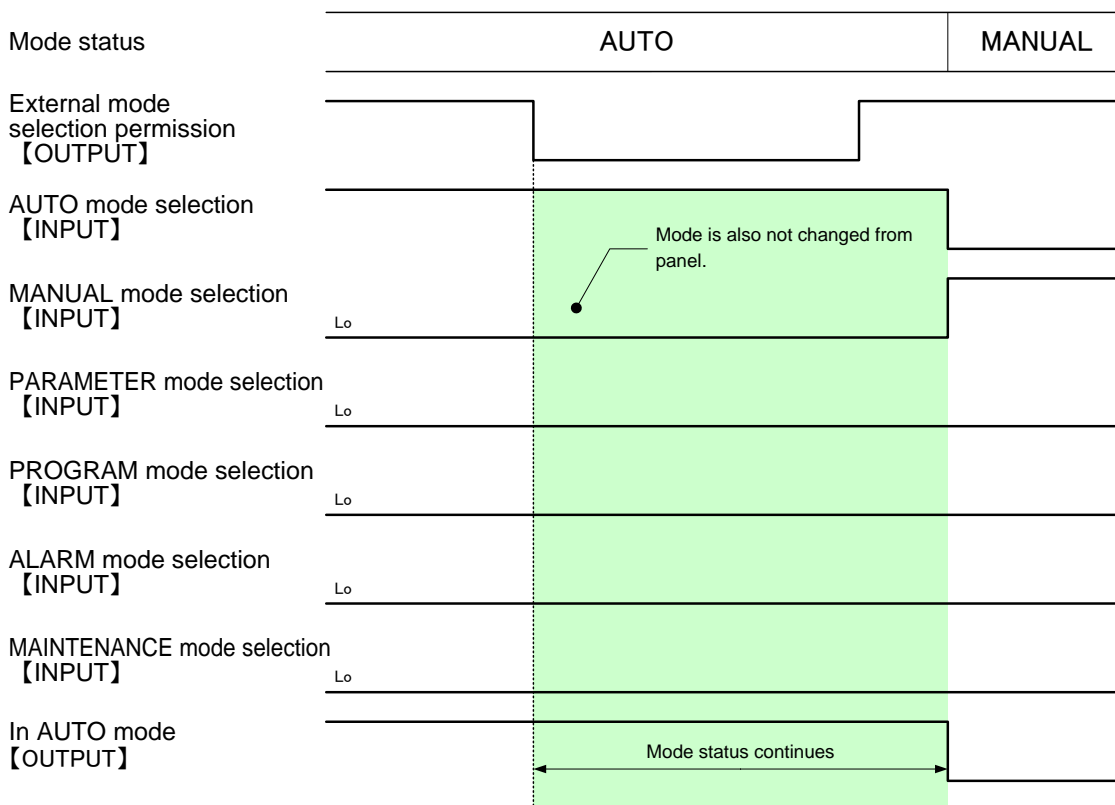 Mode status
AUTO
MANUAL
External mode
selection permission
【OUTPUT】
AUTO mode selection
【INPUT】
Mode is also not changed from
panel.
MANUAL mode selection
【INPUT】
Lo
PARAMETER mode selection
【INPUT】
Lo
PROGRAM mode selection
【INPUT】
Lo
ALARM mode selection
【INPUT】
Lo
MAINTENANCE mode selection
【INPUT】
Lo
In AUTO mode
【OUTPUT】
Mode status continues